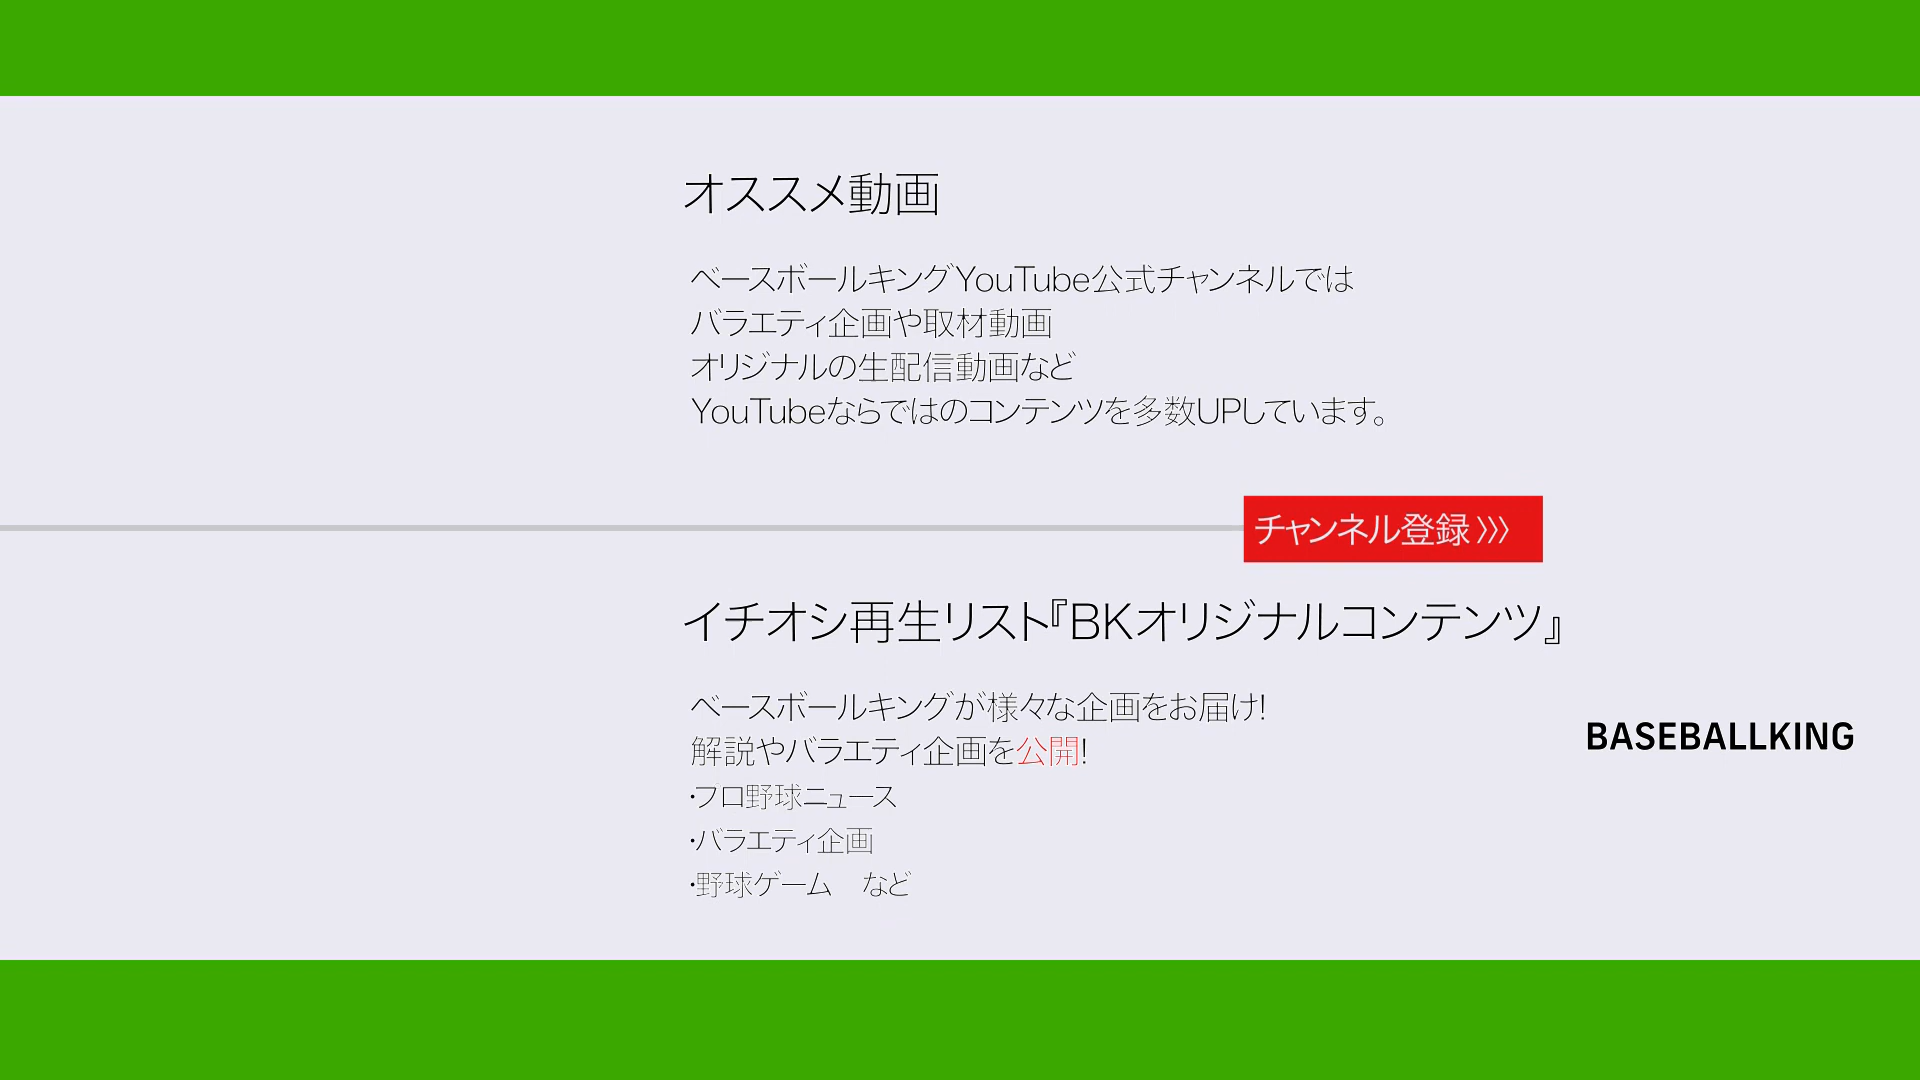 オススメ動画
ベースボールキングYouTube公式チャンネルでは
バラエティ企画や取材動画
オリジナルの生配信動画など
YouTubeならではのコンテンツを多数UPしています。
チャンネル登録 》》》
イチオシ再生リスト『BKオリジナルコンテンツ』
ベースボールキングが様々な企画をお届け!
解説やバラエティ企画を公開!
・プロ野球ニュース
・バラエティ企画
・野球ゲーム　など
BASEBALLKING